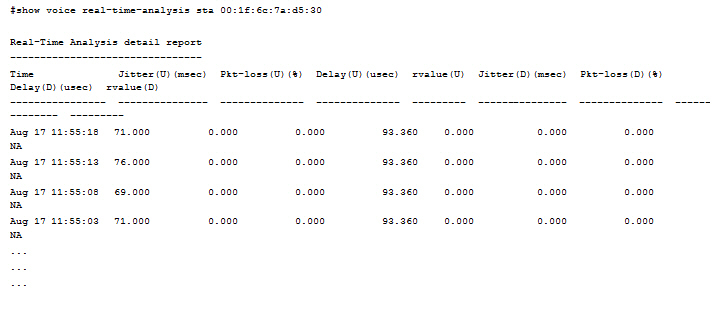 #show voice real-time-analysis sta 00:1f:6c:7a:d5:30
Real-Time Analysis detail report
--------------------------------
Time Jitter(U)(msec) Pkt-loss(U)(%) Delay(U)(usec) rvalue(U) Jitter(D)(msec) Pkt-loss(D)(%)
Delay(D)(usec) rvalue(D)
---------------- --------------- -------------- -------------- --------- --------------- -------------- ------
-------- ---------
Aug 17 11:55:18 71.000 0.000 0.000 93.360 0.000 0.000 0.000
NA
Aug 17 11:55:13 76.000 0.000 0.000 93.360 0.000 0.000 0.000
NA
Aug 17 11:55:08 69.000 0.000 0.000 93.360 0.000 0.000 0.000
NA
Aug 17 11:55:03 71.000 0.000 0.000 93.360 0.000 0.000 0.000
NA
...
...
...